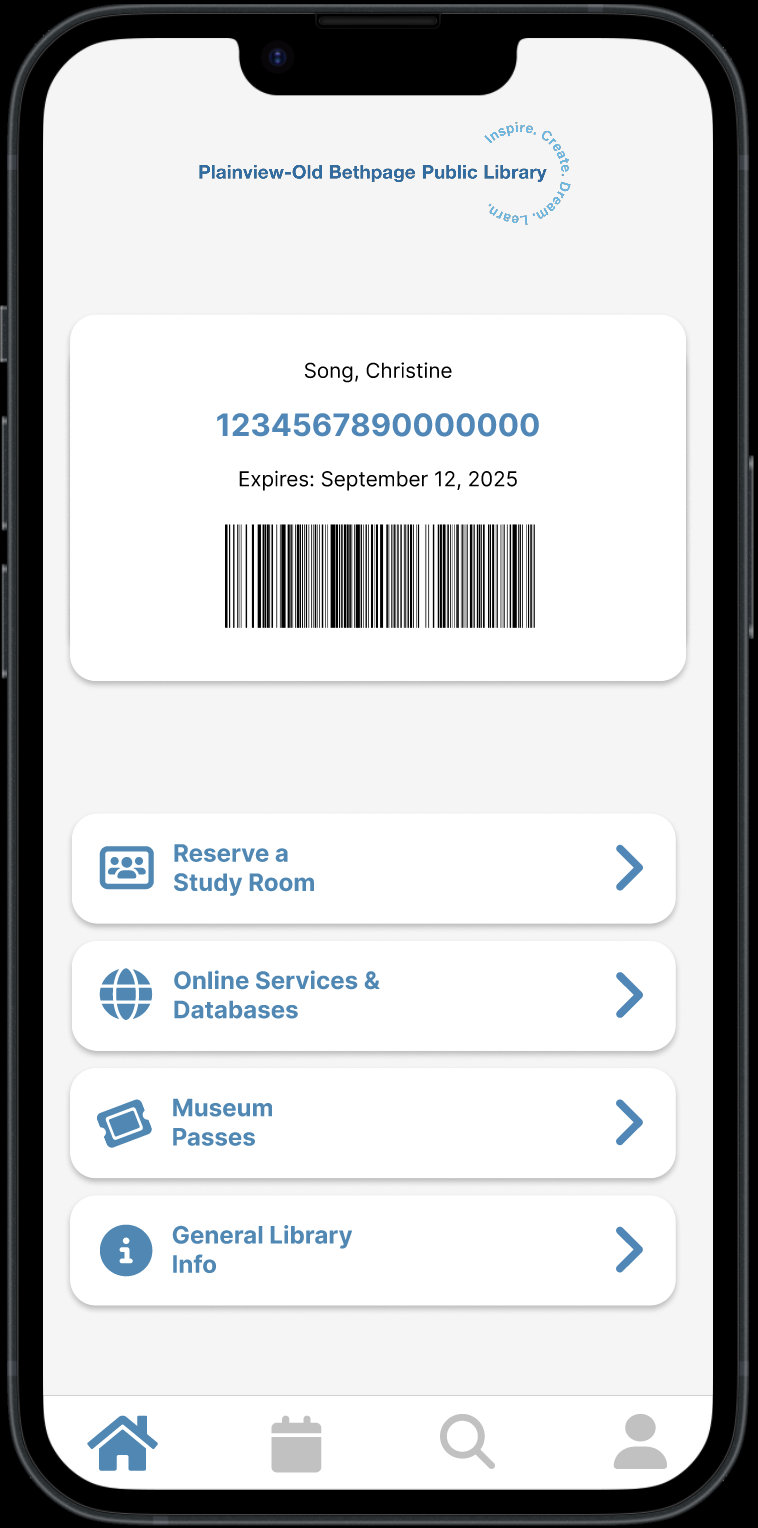 Inspire. Create. Dream. Learn.
Plainview-Old Bethpage Public Library
Song, Christine
1234567890000000
Expires: September 12, 2025
Reserve a
Study Room
Online Services &
Databases
Museum
Passes
General Library
Info